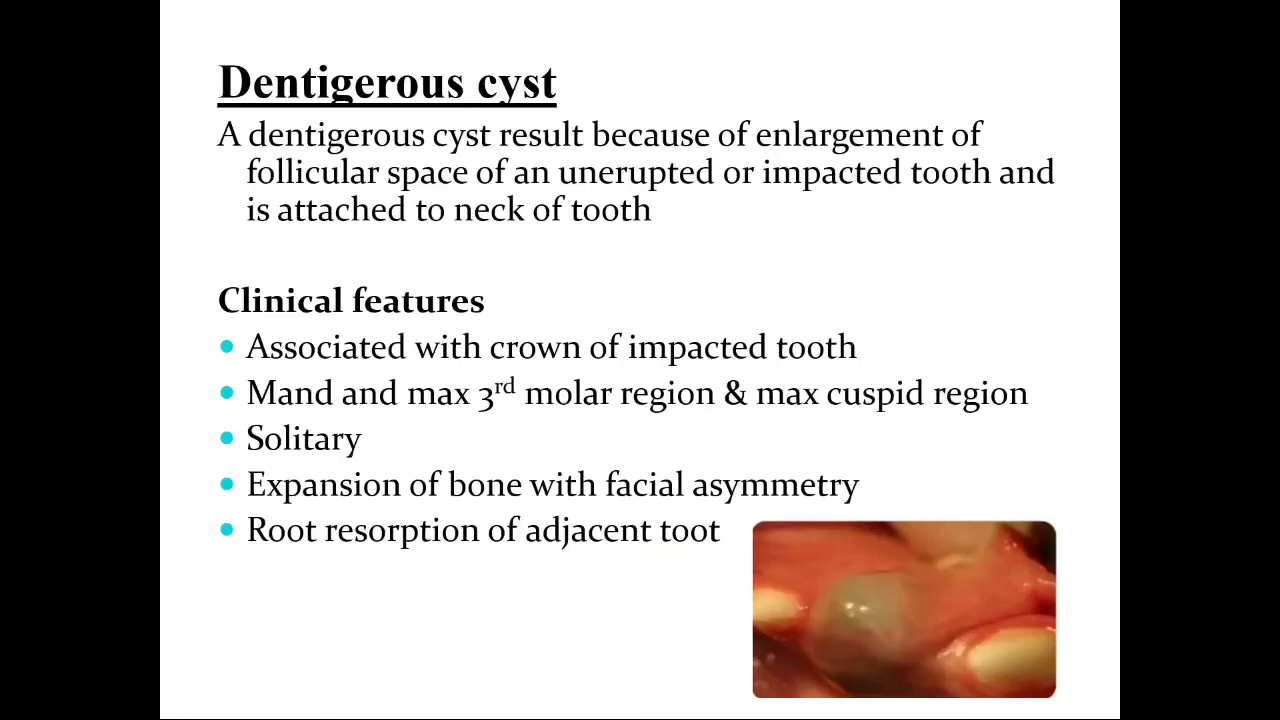 Dentigerous cyst
A dentigerous cyst result because of enlargement of
follicular space of an unerupted or impacted tooth and
is attached to neck of tooth
Clinical features
• Associated with crown of impacted tooth
• Mand and max 3rd molar region & max cuspid region
• Solitary
• Expansion of bone with facial asymmetry
• Root resorption of adjacent toot